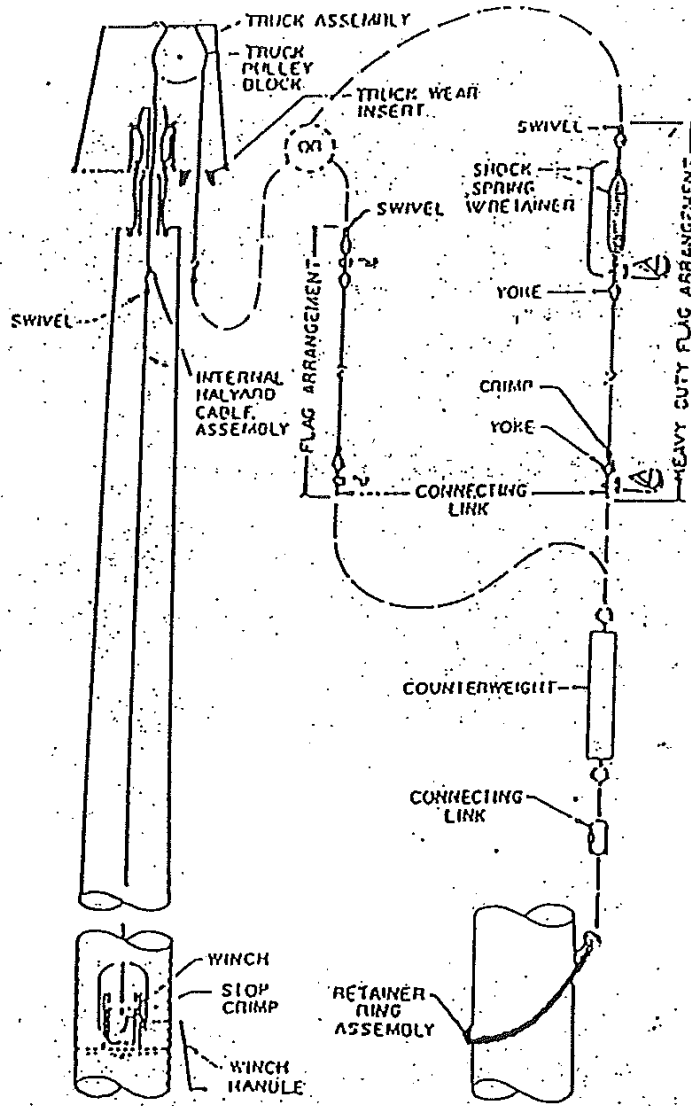 TRUCK ASSEMBLY
TRUCK
PULLEY
BLOCK
TRUCK WEAR
INSERT
OR
SWIVEL
SHOCK
SPRING
W/RETAINER
SWIVEL
YOKE
HEAVY DUTY FLAG ARRANGEMENT
FLAG ARRANGEMENT
SWIVEL
INTERNAL
HALYARD
CABLE
ASSEMBLY
CRIMP
YOKE
CONNECTING
LINK
COUNTERWEIGHT
CONNECTING
LINK
WINCH
STOP
CRIMP
WINCH
HANDLE
RETAINER
RING
ASSEMBLY